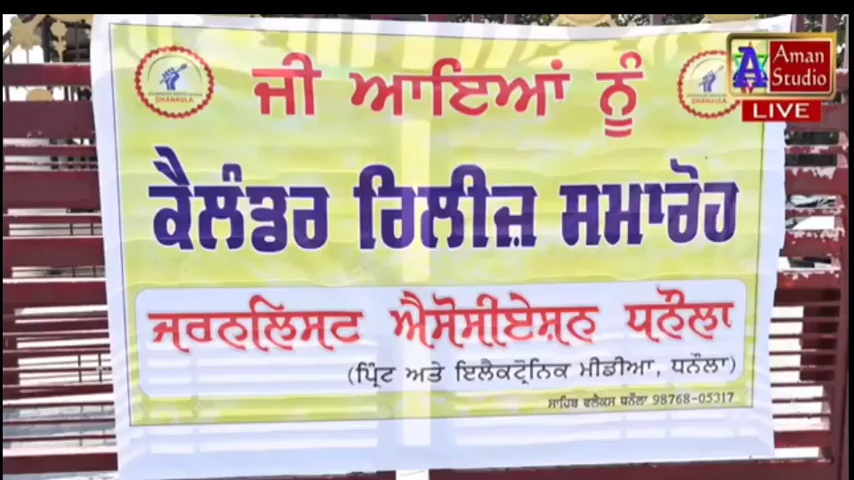 Aman
Studio
LIVE
ਜੀ ਆਇਆਂ ਨੂੰ
ਕੈਲੰਡਰ ਰਿਲੀਜ਼ ਸਮਾਰੋਹ
ਜਰਨਲਿਸਟ ਐਸੋਸੀਏਸ਼ਨ ਧਨੌਲਾ
(ਪ੍ਰਿੰਟ ਅਤੇ ਇਲੈਕਟ੍ਰੋਨਿਕ ਮੀਡੀਆ, ਧਨੌਲਾ)
ਸਾਹਿਬ ਫਲੈਕਸ ਧਨੌਲਾ 98768-05317
DHANAULA